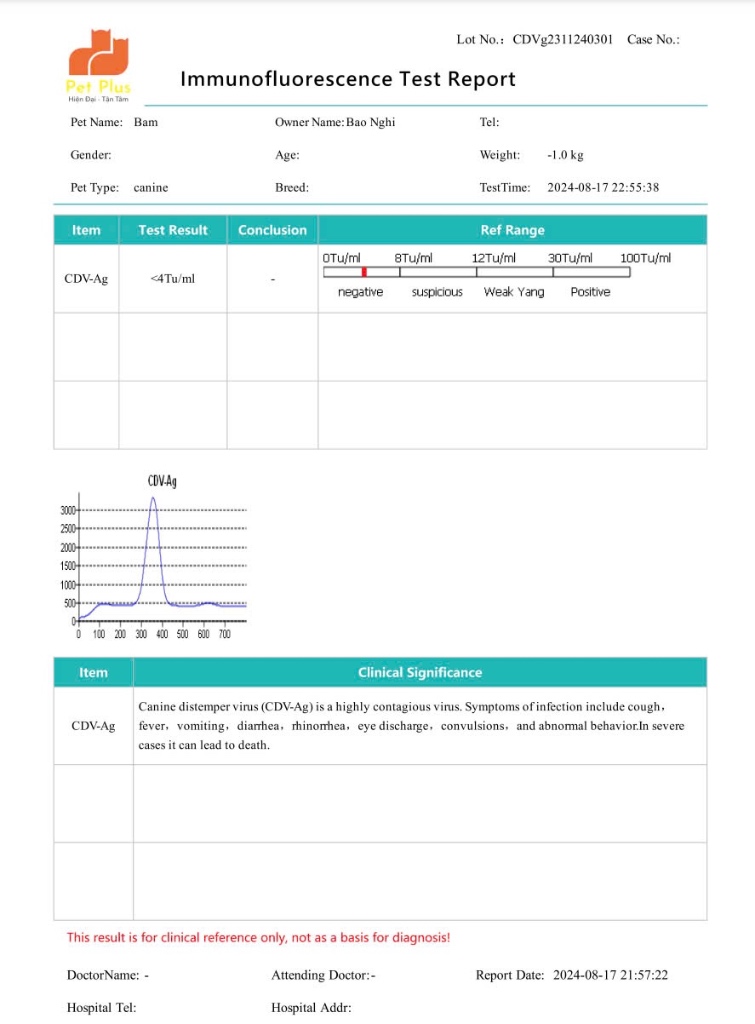 Lot No.: CDVg2311240301 Case No.:
Pet Plus
Hiện Đại - Tận Tâm
Immunofluorescence Test Report
Pet Name: Bam Owner Name:Bao Nghi Tel:
Gender: Age: Weight: -1.0 kg
Pet Type: canine Breed: TestTime: 2024-08-17 22:55:38
Item Test Result Conclusion Ref Range
0Tu/ml 8Tu/ml 12Tu/ml 30Tu/ml 100Tu/ml
CDV-Ag <4Tu/ml -
negative suspicious Weak Yang Positive
CDV-Ag
3000
2500
2000
1500
1000
500
0
0 100 200 300 400 500 600 700
Item Clinical Significance
Canine distemper virus (CDV-Ag) is a highly contagious virus. Symptoms of infection include cough,
CDV-Ag fever, vomiting, diarrhea, rhinorrhea, eye discharge, convulsions, and abnormal behavior.In severe
cases it can lead to death.
This result is for clinical reference only, not as a basis for diagnosis!
DoctorName: - Attending Doctor:- Report Date: 2024-08-17 21:57:22
Hospital Tel: Hospital Addr: